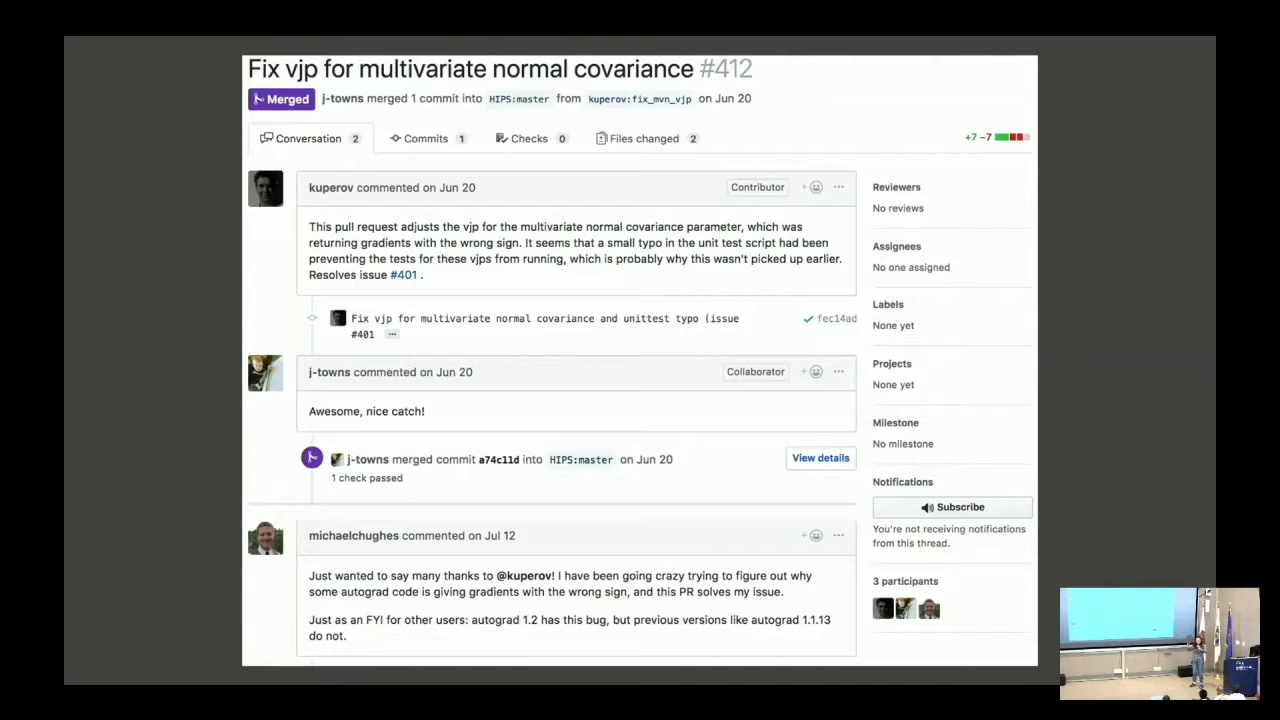 Fix vjp for multivariate normal covariance #412
Merged j-towns merged 1 commit into HIPS:master from kuperov:fix_mvn_vjp on Jun 20
Conversation 2 Commits 1 Checks 0 Files changed 2 +7 −7
kuperov commented on Jun 20 Contributor
This pull request adjusts the vjp for the multivariate normal covariance parameter, which was
returning gradients with the wrong sign. It seems that a small typo in the unit test script had been
preventing the tests for these vjps from running, which is probably why this wasn't picked up earlier.
Resolves issue #401 .
Fix vjp for multivariate normal covariance and unittest typo (issue fec14ad
#401 ...
j-towns commented on Jun 20 Collaborator
Awesome, nice catch!
j-towns merged commit a74c11d into HIPS:master on Jun 20 View details
1 check passed
michaelchughes commented on Jul 12
Just wanted to say many thanks to @kuperov! I have been going crazy trying to figure out why
some autograd code is giving gradients with the wrong sign, and this PR solves my issue.
Just as an FYI for other users: autograd 1.2 has this bug, but previous versions like autograd 1.1.13
do not.
Reviewers
No reviews
Assignees
No one assigned
Labels
None yet
Projects
None yet
Milestone
No milestone
Notifications
Subscribe
You're not receiving notifications
from this thread.
3 participants